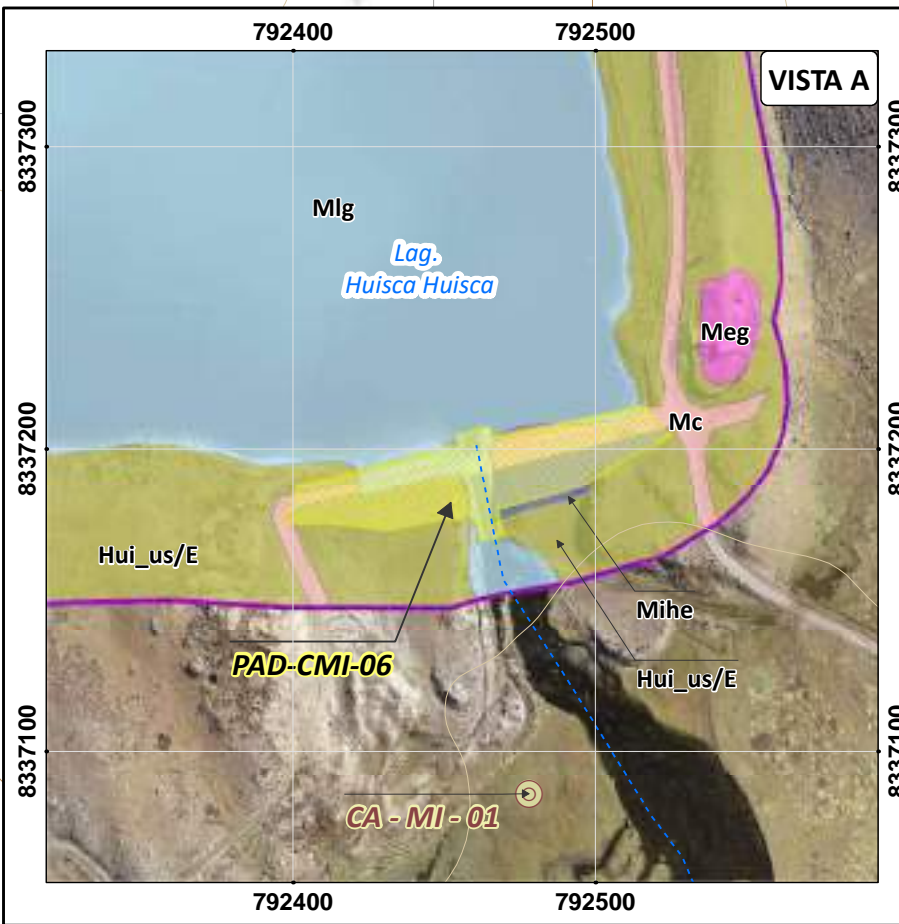 792400
792500
VISTA A
8337300
8337300
Mlg
Lag.
Huisca Huisca
Meg
Mc
8337200
8337200
Hui_us/E
Mihe
PAD-CMI-06
Hui_us/E
8337100
8337100
CA - MI - 01
792400
792500